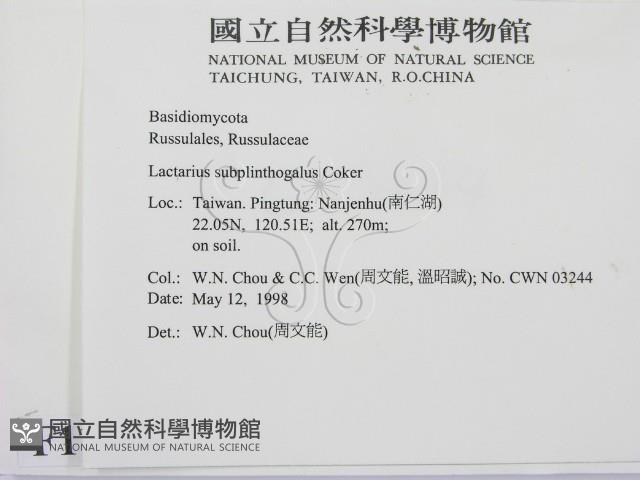 國立自然科學博物館
NATIONAL MUSEUM OF NATURAL SCIENCE
TAICHUNG, TAIWAN, R.O.CHINA
Basidiomycota
Russulales, Russulaceae
Lactarius subplinthogalus Coker
Loc.: Taiwan. Pingtung: Nanjenhu(南仁湖)
22.05N, 120.51E; alt. 270m;
on soil.
Col.: W.N. Chou & C.C. Wen(周文能, 溫昭誠); No. CWN 03244
Date: May 12, 1998
Det.: W.N. Chou(周文能)
國立自然科學博物館
NATIONAL MUSEUM OF NATURAL SCIENCE